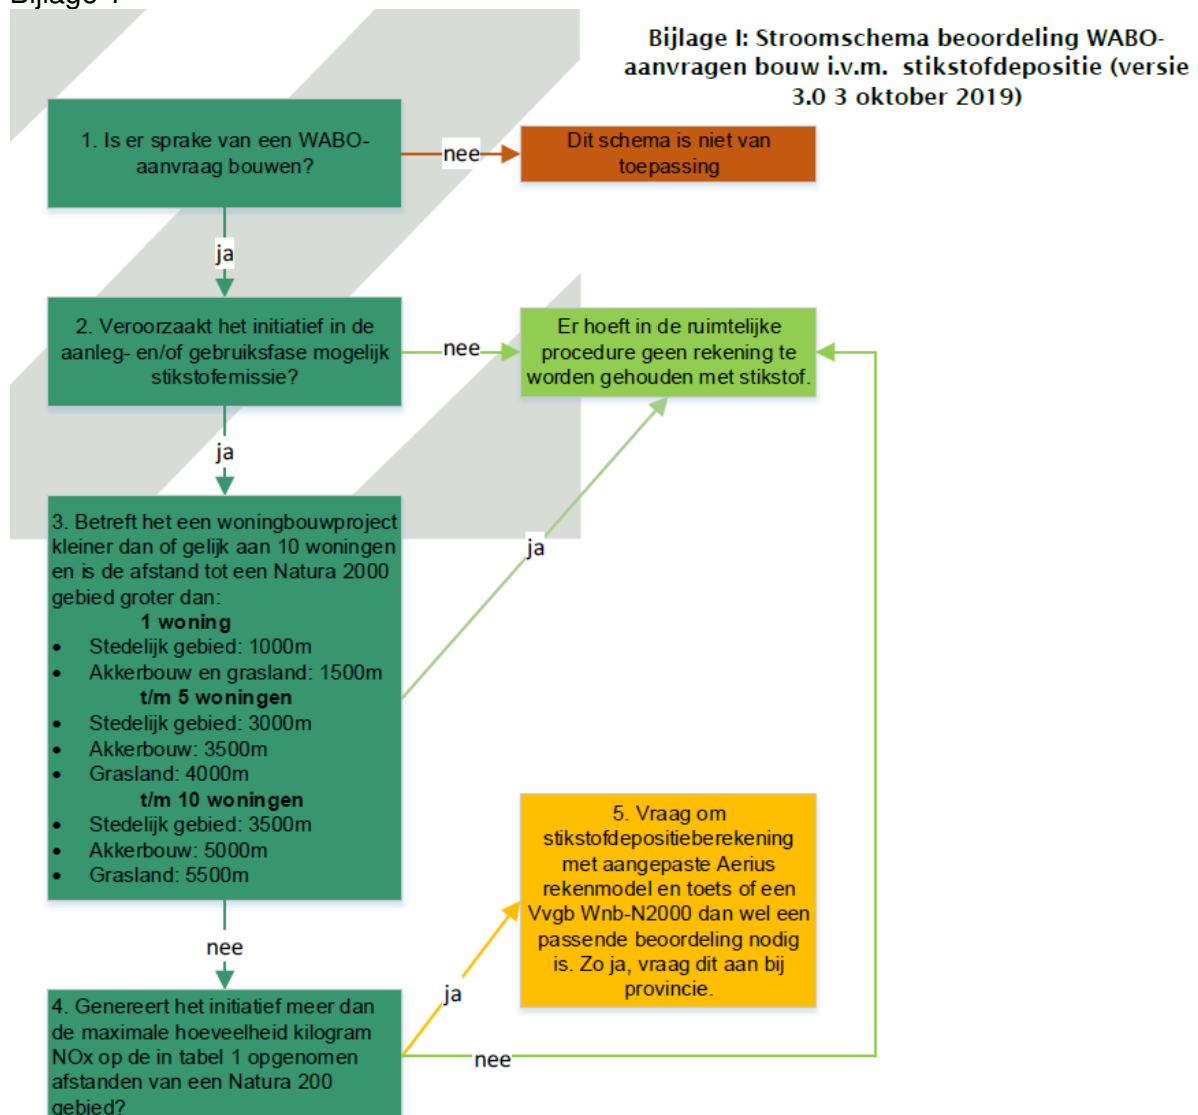 Bijlage I: Stroomschema beoordeling WABO-
aanvragen bouw i.v.m. stikstofdepositie (versie
3.0 3 oktober 2019)
1. Is er sprake van een WABO-
aanvraag bouwen?
nee
Dit schema is niet van
toepassing
ja
2. Veroorzaakt het initiatief in de
aanleg- en/of gebruiksfase mogelijk
stikstofemissie?
nee
Er hoeft in de ruimtelijke
procedure geen rekening te
worden gehouden met stikstof.
ja
3. Betreft het een woningbouwproject
kleiner dan of gelijk aan 10 woningen
en is de afstand tot een Natura 2000
gebied groter dan:
1 woning
• Stedelijk gebied: 1000m
• Akkerbouw en grasland: 1500m
t/m 5 woningen
• Stedelijk gebied: 3000m
• Akkerbouw: 3500m
• Grasland: 4000m
t/m 10 woningen
• Stedelijk gebied: 3500m
• Akkerbouw: 5000m
• Grasland: 5500m
ja
nee
5. Vraag om
stikstofdepositieberekening
met aangepaste Aerius
rekenmodel en toets of een
Vvgb Wnb-N2000 dan wel een
passende beoordeling nodig
is. Zo ja, vraag dit aan bij
provincie.
4. Genereert het initiatief meer dan
de maximale hoeveelheid kilogram
NOx op de in tabel 1 opgenomen
afstanden van een Natura 200
gebied?
ja
nee